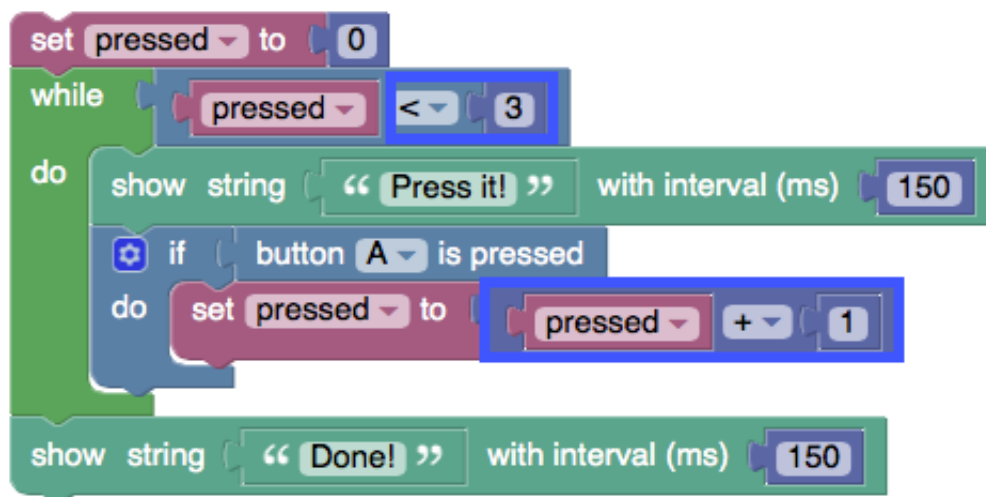 set pressed to 0
while pressed < 3
do show string “ Press it! ” with interval (ms) 150
if button A is pressed
do set pressed to pressed + 1
show string “ Done! ” with interval (ms) 150